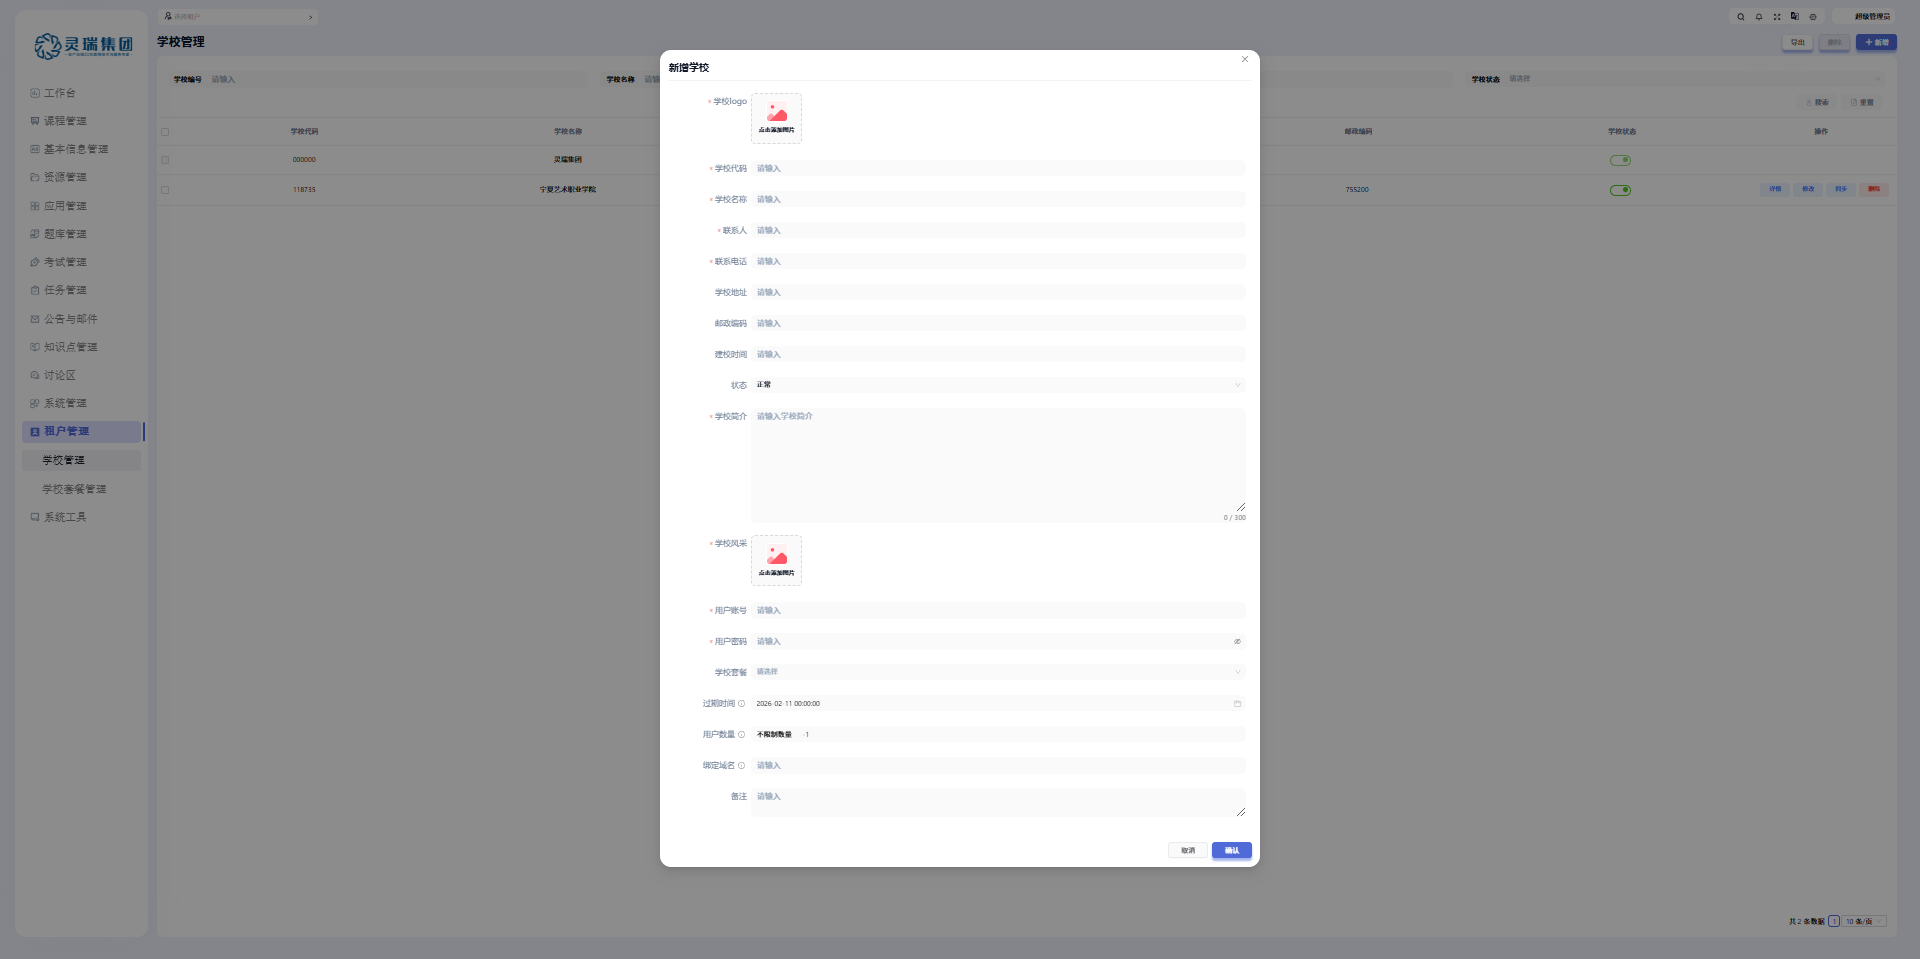 选择租户
超级管理员
灵瑞集团
学校管理
导出
删除
+ 新增
工作台
课程管理
基本信息管理
资源管理
应用管理
题库管理
考试管理
任务管理
公告与邮件
知识点管理
讨论区
系统管理
租户管理
学校管理
学校套餐管理
系统工具
学校编号 请输入
学校名称 请输
学校状态 请选择
搜索
重置
学校代码
学校名称
邮政编码
学校状态
操作
000000
灵瑞集团
118735
宁夏艺术职业学院
755200
详情
修改
同步
删除
新增学校
* 学校logo
点击添加图片
* 学校代码 请输入
* 学校名称 请输入
* 联系人 请输入
* 联系电话 请输入
学校地址 请输入
邮政编码 请输入
建校时间 请输入
状态 正常
* 学校简介 请输入学校简介
0 / 300
* 学校风采
点击添加图片
* 用户账号 请输入
* 用户密码 请输入
学校套餐 请选择
过期时间 2026-02-11 00:00:00
用户数量 不限制数量 -1
绑定域名 请输入
备注 请输入
取消
确认
共 2 条数据
1
10 条/页